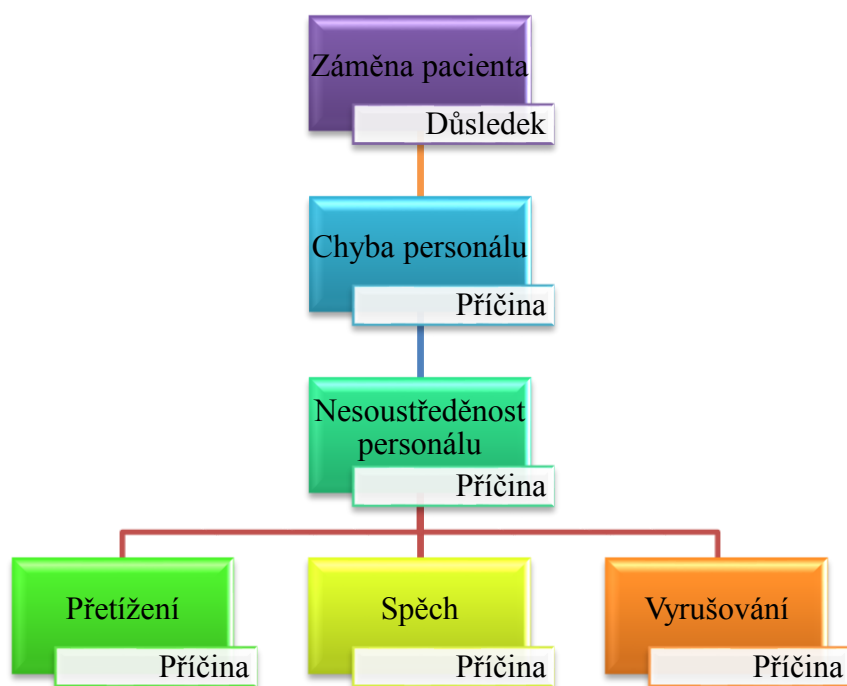 Záměna pacienta
Důsledek
Chyba personálu
Příčina
Nesoustředěnost
personálu
Příčina
Přetížení
Příčina
Spěch
Příčina
Vyrušování
Příčina